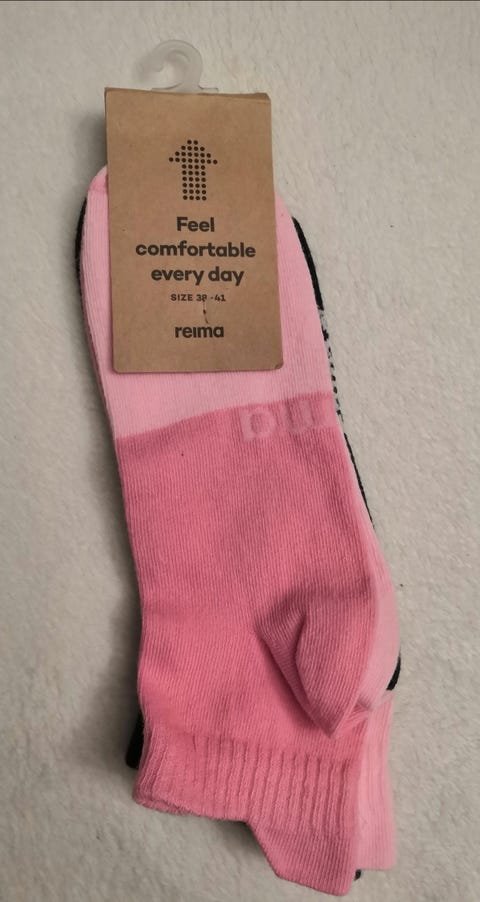 Feel
comfortable
every day
SIZE 38-41
reima